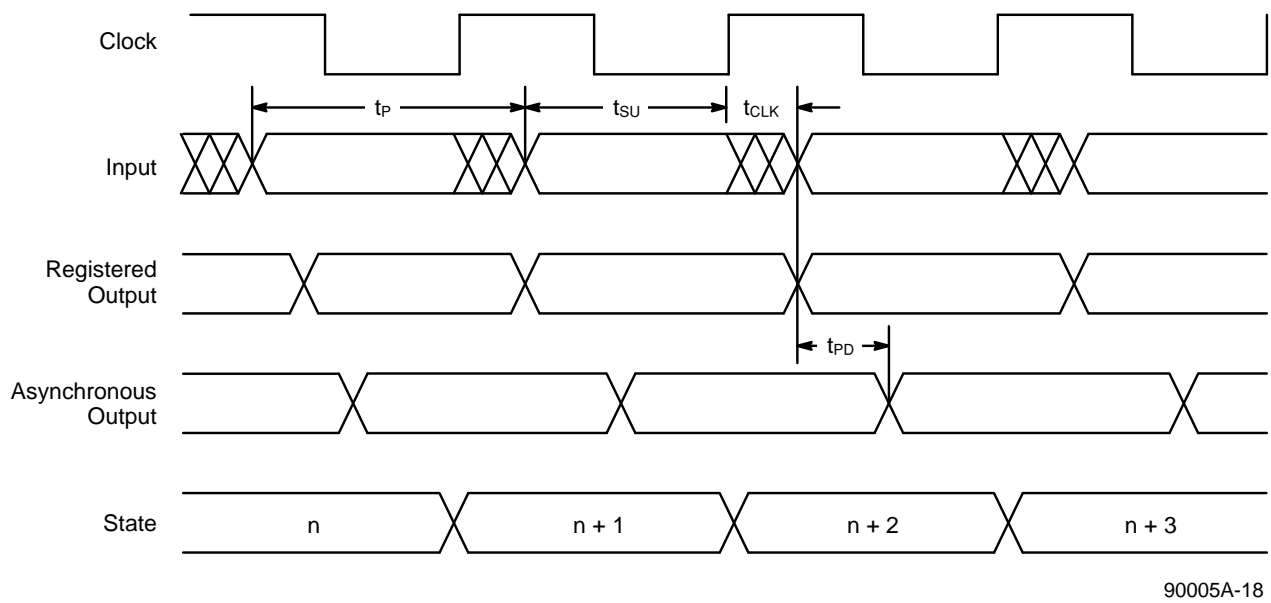 Clock
tP
tSU
tCLK
Input
Registered
Output
tPD
Asynchronous
Output
State
n
n + 1
n + 2
n + 3
90005A-18